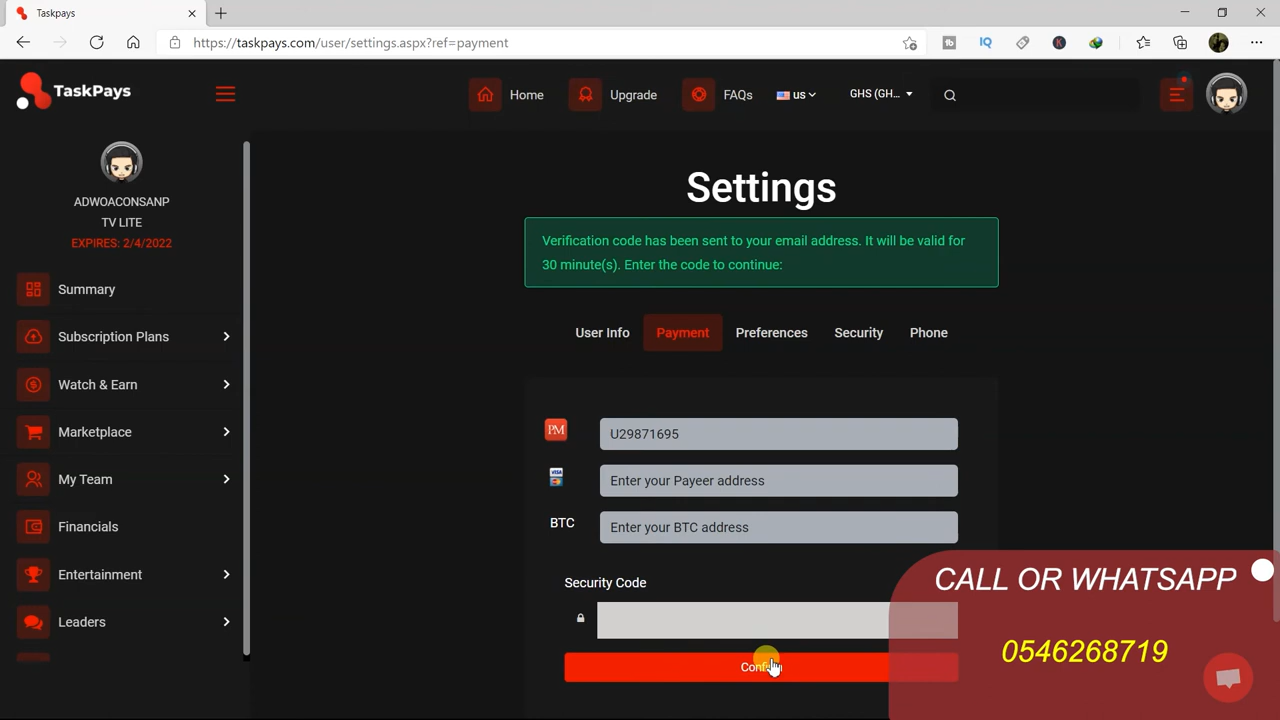 Taskpays
https://taskpays.com/user/settings.aspx?ref=payment
TaskPays
Home
Upgrade
FAQs
us
GHS (GH...
ADWOACONSANP
TV LITE
EXPIRES: 2/4/2022
Summary
Subscription Plans
Watch & Earn
Marketplace
My Team
Financials
Entertainment
Leaders
Settings
Verification code has been sent to your email address. It will be valid for
30 minute(s). Enter the code to continue:
User Info
Payment
Preferences
Security
Phone
PM
U29871695
VISA
Enter your Payeer address
BTC
Enter your BTC address
Security Code
CALL OR WHATSAPP
0546268719